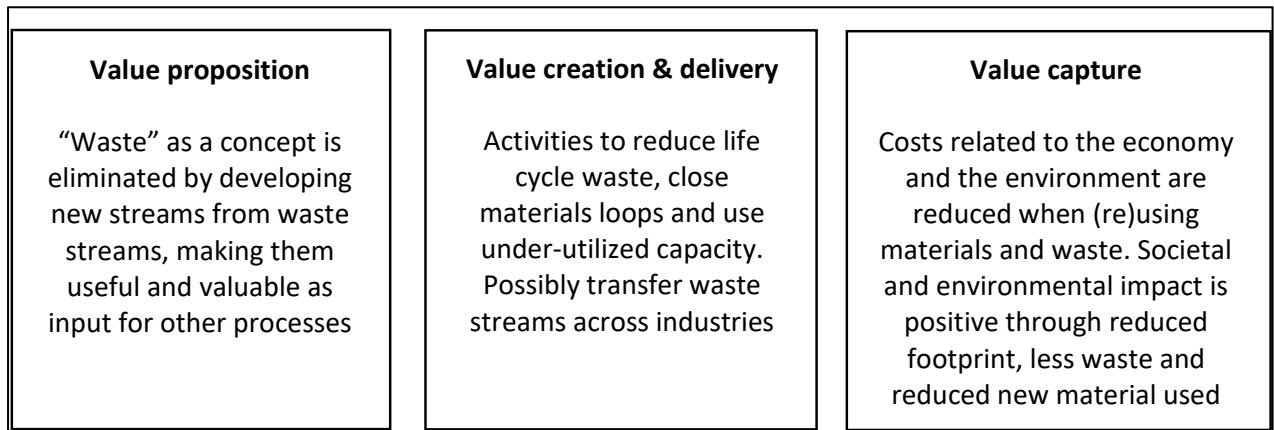 Value proposition
“Waste” as a concept is
eliminated by developing
new streams from waste
streams, making them
useful and valuable as
input for other processes
Value creation & delivery
Activities to reduce life
cycle waste, close
materials loops and use
under-utilized capacity.
Possibly transfer waste
streams across industries
Value capture
Costs related to the economy
and the environment are
reduced when (re)using
materials and waste. Societal
and environmental impact is
positive through reduced
footprint, less waste and
reduced new material used